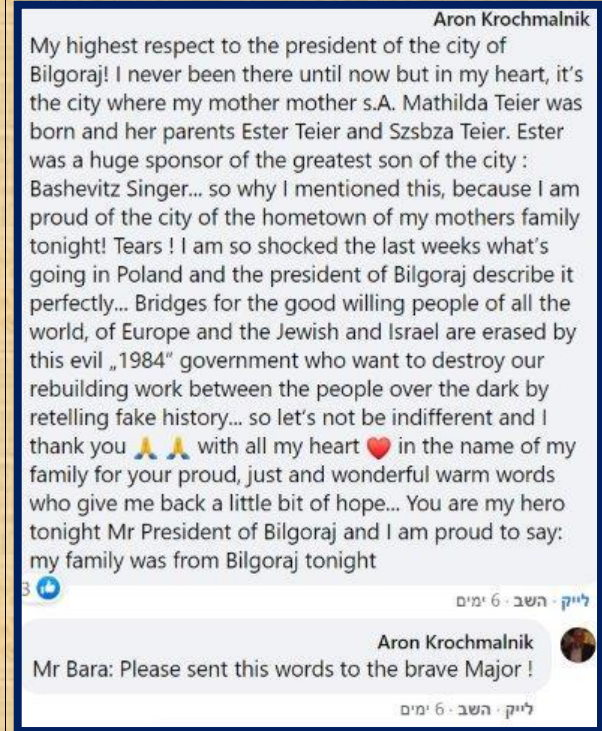 Aron Krochmalnik
My highest respect to the president of the city of
Bilgoraj! I never been there until now but in my heart, it's
the city where my mother mother s.A. Mathilda Teier was
born and her parents Ester Teier and Szsbza Teier. Ester
was a huge sponsor of the greatest son of the city :
Bashevitz Singer... so why I mentioned this, because I am
proud of the city of the hometown of my mothers family
tonight! Tears ! I am so shocked the last weeks what's
going in Poland and the president of Bilgoraj describe it
perfectly... Bridges for the good willing people of all the
world, of Europe and the Jewish and Israel are erased by
this evil „1984“ government who want to destroy our
rebuilding work between the people over the dark by
retelling fake history... so let's not be indifferent and I
thank you 🙏 🙏 with all my heart ❤️ in the name of my
family for your proud, just and wonderful warm words
who give me back a little bit of hope... You are my hero
tonight Mr President of Bilgoraj and I am proud to say:
my family was from Bilgoraj tonight
3
לייק · השב · 6 ימים
Aron Krochmalnik
Mr Bara: Please sent this words to the brave Major !
לייק · השב · 6 ימים